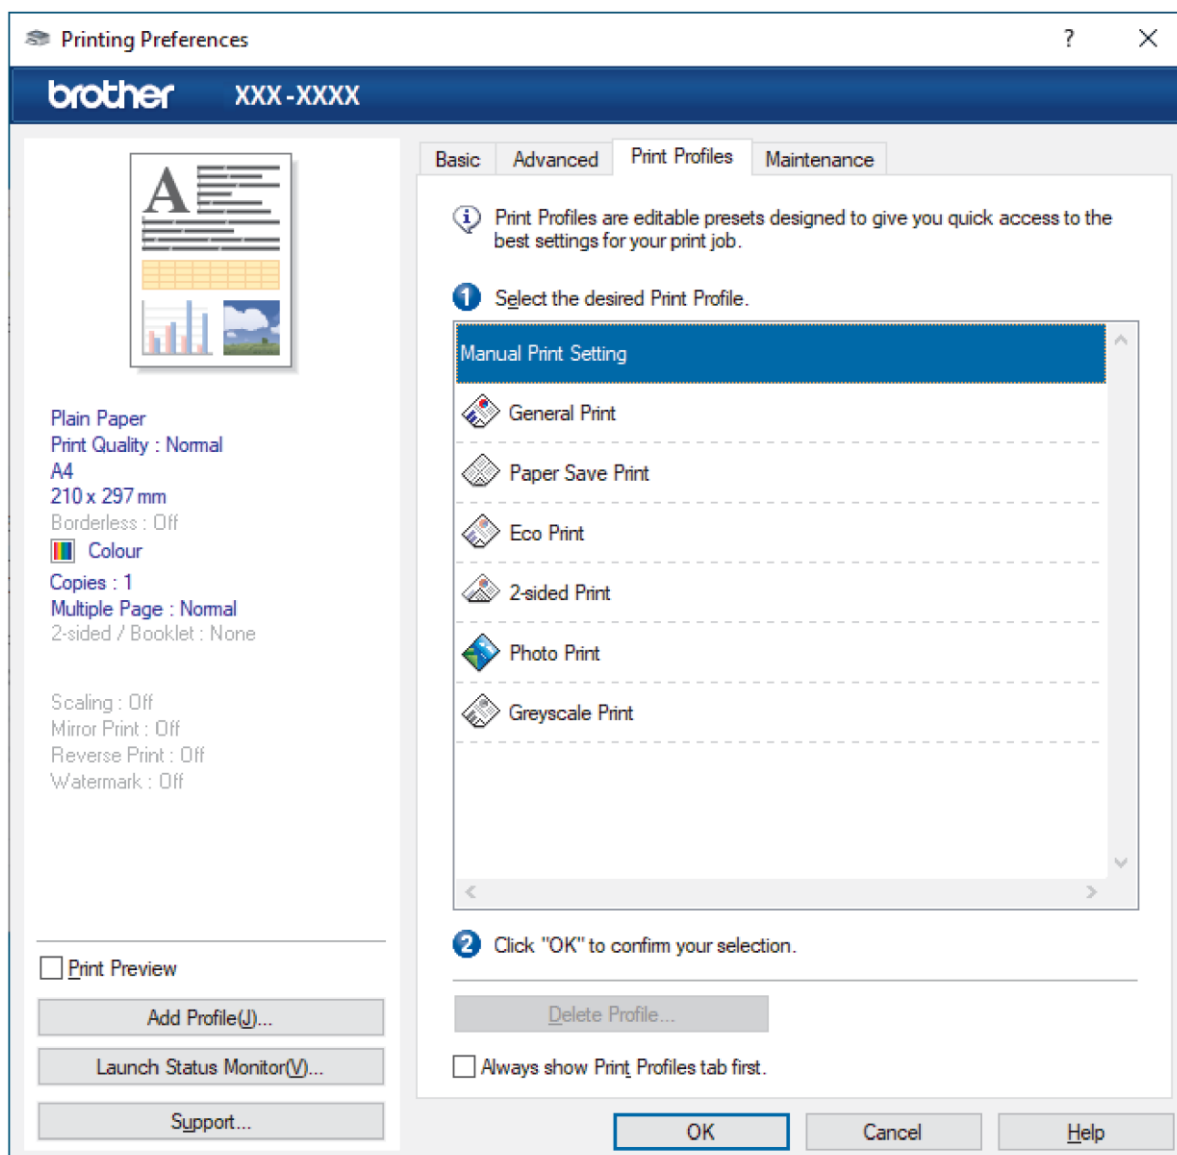 Printing Preferences
?
brother XXX-XXXX
A
Plain Paper
Print Quality : Normal
A4
210 x 297 mm
Borderless : Off
Colour
Copies : 1
Multiple Page : Normal
2-sided / Booklet : None
Scaling : Off
Mirror Print : Off
Reverse Print : Off
Watermark : Off
Print Preview
Add Profile(J)...
Launch Status Monitor(V)...
Support...
Basic Advanced Print Profiles Maintenance
Print Profiles are editable presets designed to give you quick access to the
best settings for your print job.
1 Select the desired Print Profile.
Manual Print Setting
General Print
Paper Save Print
Eco Print
2-sided Print
Photo Print
Greyscale Print
2 Click "OK" to confirm your selection.
Delete Profile...
Always show Print Profiles tab first.
OK Cancel Help